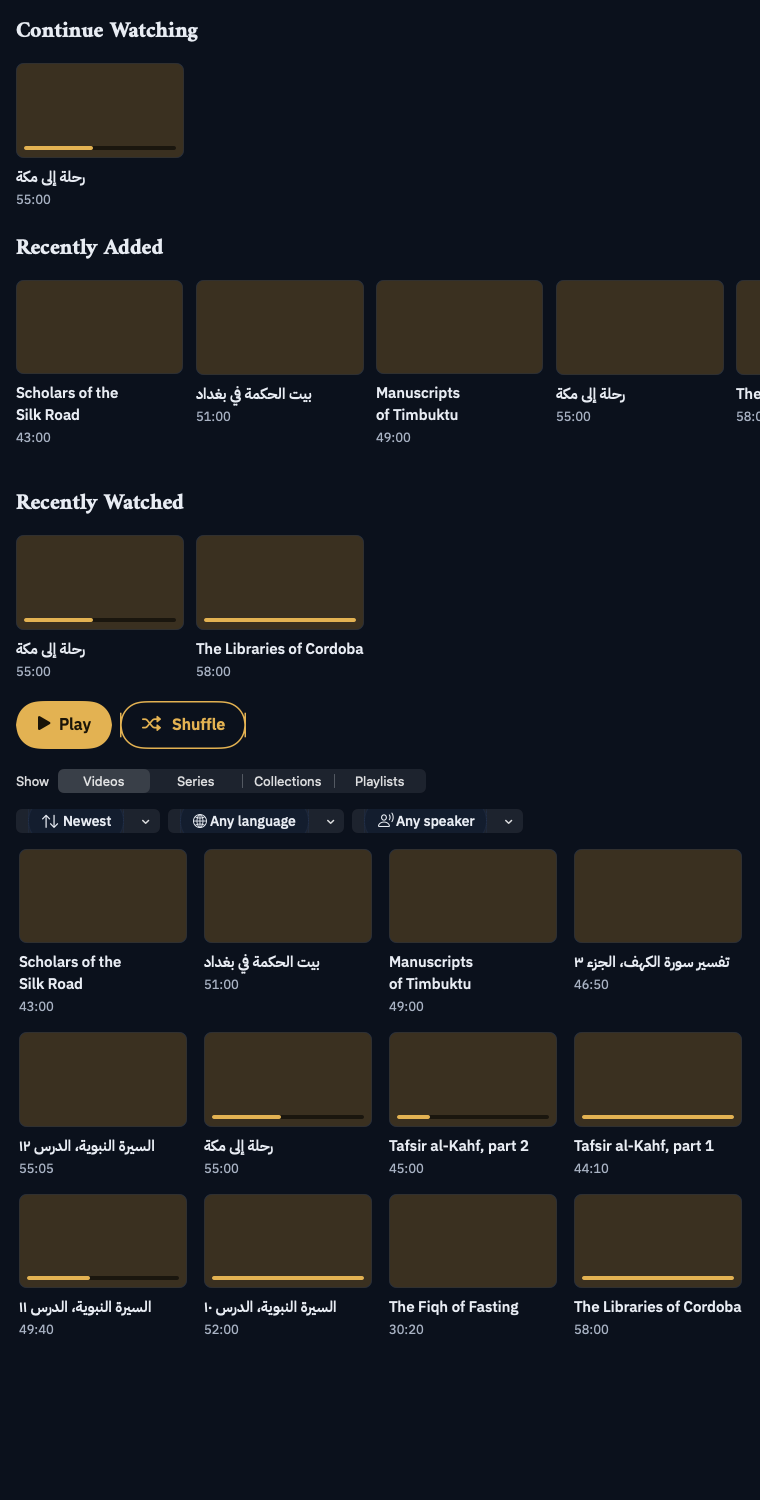 Continue Watching
رحلة إلى مكة
55:00
Recently Added
Scholars of the
Silk Road
43:00
بيت الحكمة في بغداد
51:00
Manuscripts
of Timbuktu
49:00
رحلة إلى مكة
55:00
The
58:0
Recently Watched
رحلة إلى مكة
55:00
The Libraries of Cordoba
58:00
Play
Shuffle
Show
Videos
Series
Collections
Playlists
Newest
Any language
Any speaker
Scholars of the
Silk Road
43:00
بيت الحكمة في بغداد
51:00
Manuscripts
of Timbuktu
49:00
تفسير سورة الكهف، الجزء ٣
46:50
السيرة النبوية، الدرس ١٢
55:05
رحلة إلى مكة
55:00
Tafsir al-Kahf, part 2
45:00
Tafsir al-Kahf, part 1
44:10
السيرة النبوية، الدرس ١١
49:40
السيرة النبوية، الدرس ١٠
52:00
The Fiqh of Fasting
30:20
The Libraries of Cordoba
58:00